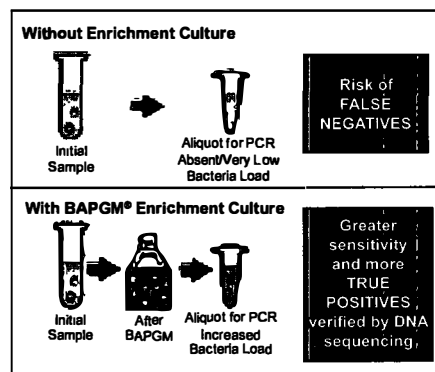 Without Enrichment Culture
Initial
Sample
Aliquot for PCR
Absent/Very Low
Bacteria Load
Risk of
FALSE
NEGATIVES
With BAPGM® Enrichment Culture
Initial
Sample
After
BAPGM
Aliquot for PCR
Increased
Bacteria Load
Greater
sensitivity
and more
TRUE
POSITIVES
verified by DNA
sequencing